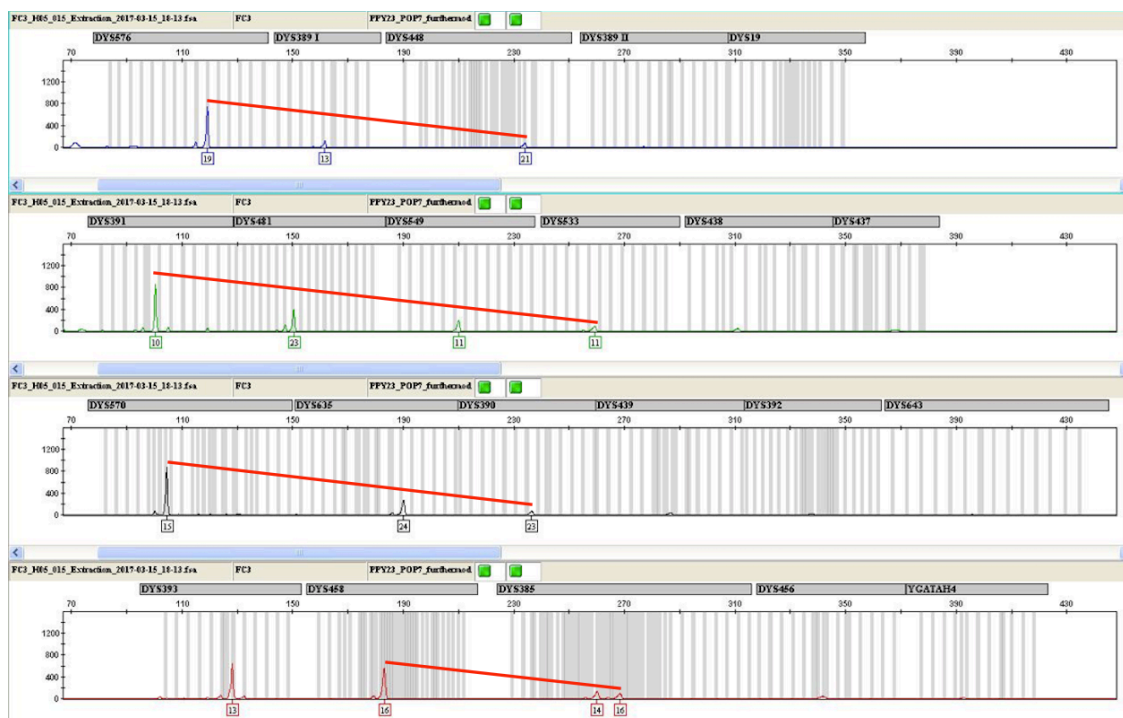 FC3_H05_015_Extraction_2017-03-15_18-13.fsa FC3 PPY23_POP7_furthermod
DYS576 DYS389 I DYS448 DYS389 II DYS19
70 110 150 190 230 270 310 350 390 430
1200
800
400
0
19 13 21
FC3_H05_015_Extraction_2017-03-15_18-13.fsa FC3 PPY23_POP7_furthermod
DYS391 DYS481 DYS549 DYS533 DYS438 DYS437
70 110 150 190 230 270 310 350 390 430
1200
800
400
0
10 23 11 11
FC3_H05_015_Extraction_2017-03-15_18-13.fsa FC3 PPY23_POP7_furthermod
DYS570 DYS635 DYS390 DYS439 DYS392 DYS643
70 110 150 190 230 270 310 350 390 430
1200
800
400
0
15 24 23
FC3_H05_015_Extraction_2017-03-15_18-13.fsa FC3 PPY23_POP7_furthermod
DYS393 DYS458 DYS385 DYS456 YGATAH4
70 110 150 190 230 270 310 350 390 430
1200
800
400
0
13 16 14 16